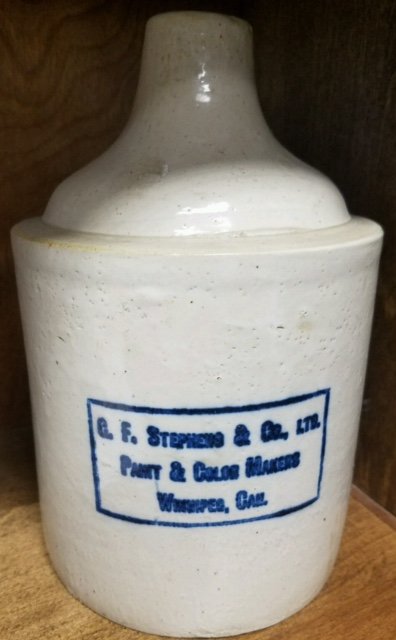 G. F. Stephens & Co., Ltd.
Paint & Color Makers
Winnipeg, Can.